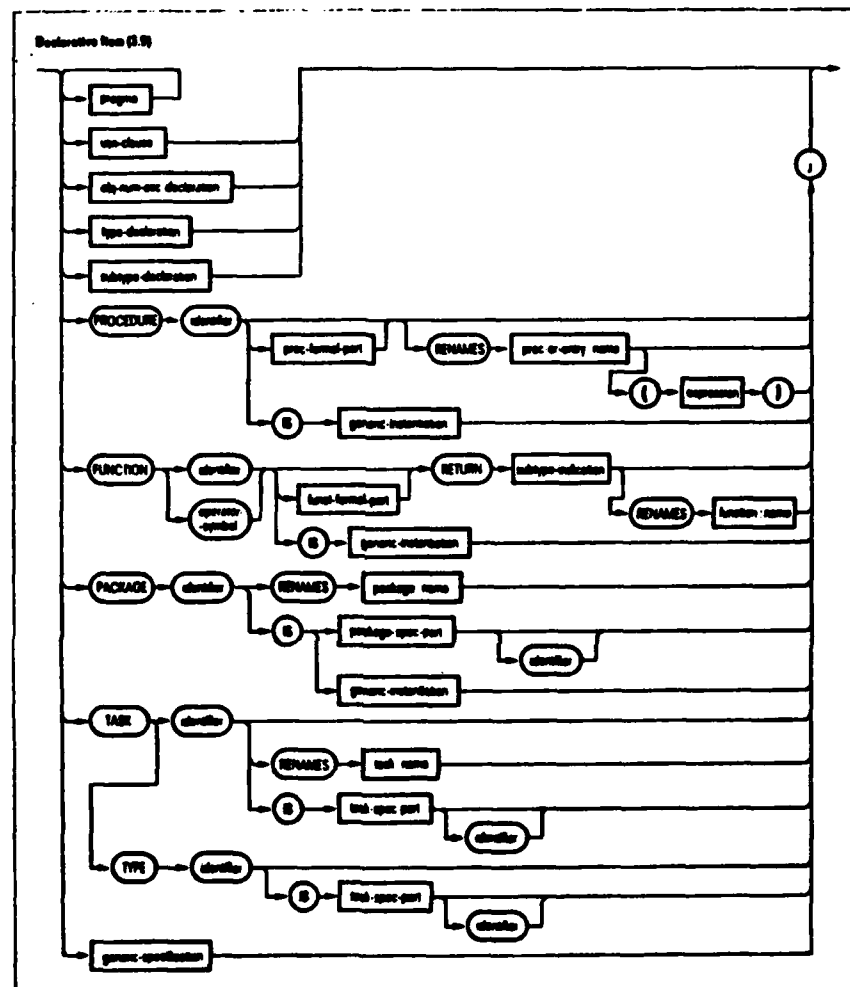 Declarative Item (3.9)
pragma
use-clause
obj-num-exc declaration
;
type-declaration
subtype-declaration
PROCEDURE identifier
proc-formal-part RENAMES proc or-entry name
( expression )
IS generic-instantiation
FUNCTION identifier RETURN subtype-indication
operator-symbol funct-formal-part RENAMES function name
IS generic-instantiation
PACKAGE identifier RENAMES package name
IS package-spec-part
identifier
generic-instantiation
TASK identifier
RENAMES task name
IS task-spec part
identifier
TYPE identifier
IS task-spec-part
identifier
generic-specification